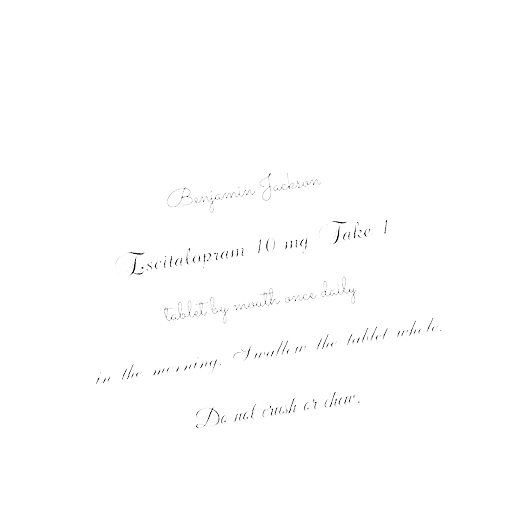 Benjamin Jackson
Escitalopram 10 mg Take 1
tablet by mouth once daily
in the morning. Swallow the tablet whole.
Do not crush or chew.